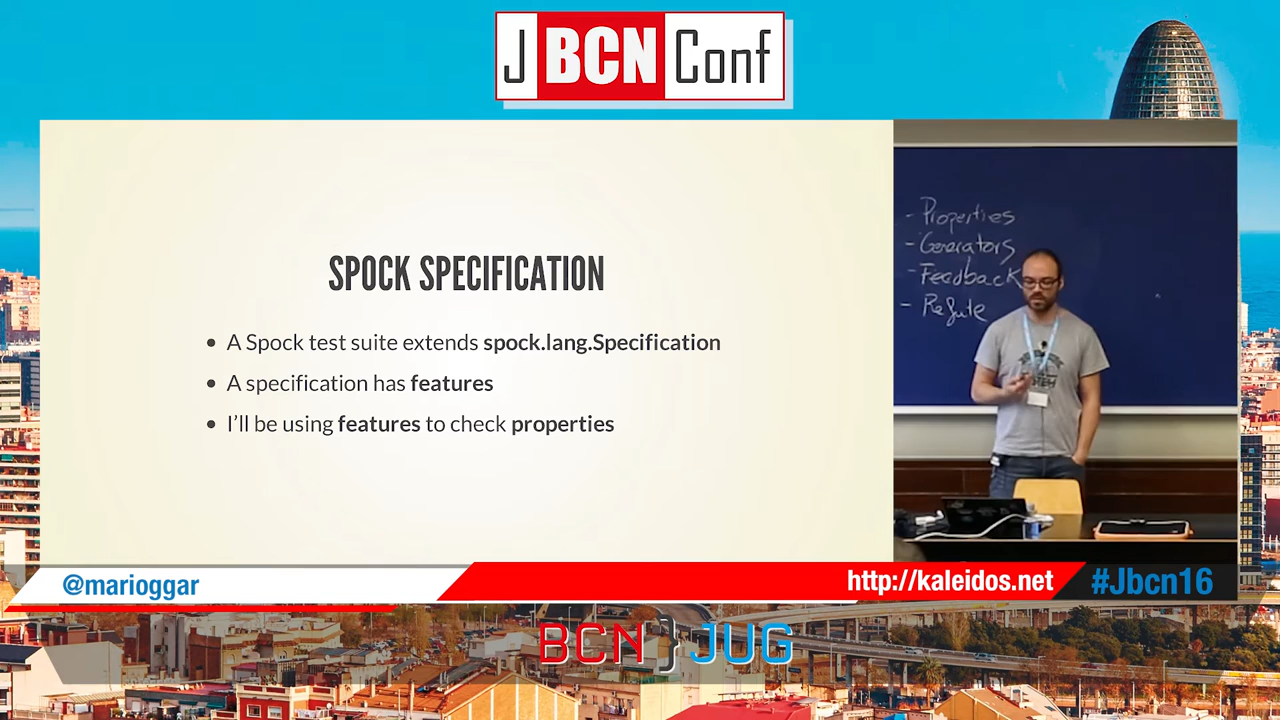 J BCN Conf
SPOCK SPECIFICATION
• A Spock test suite extends spock.lang.Specification
• A specification has features
• I’ll be using features to check properties
- Properties
- Generators
- Feedback
- Refute
@marioggar
http://kaleidos.net
#Jbcn16
BCN}JUG